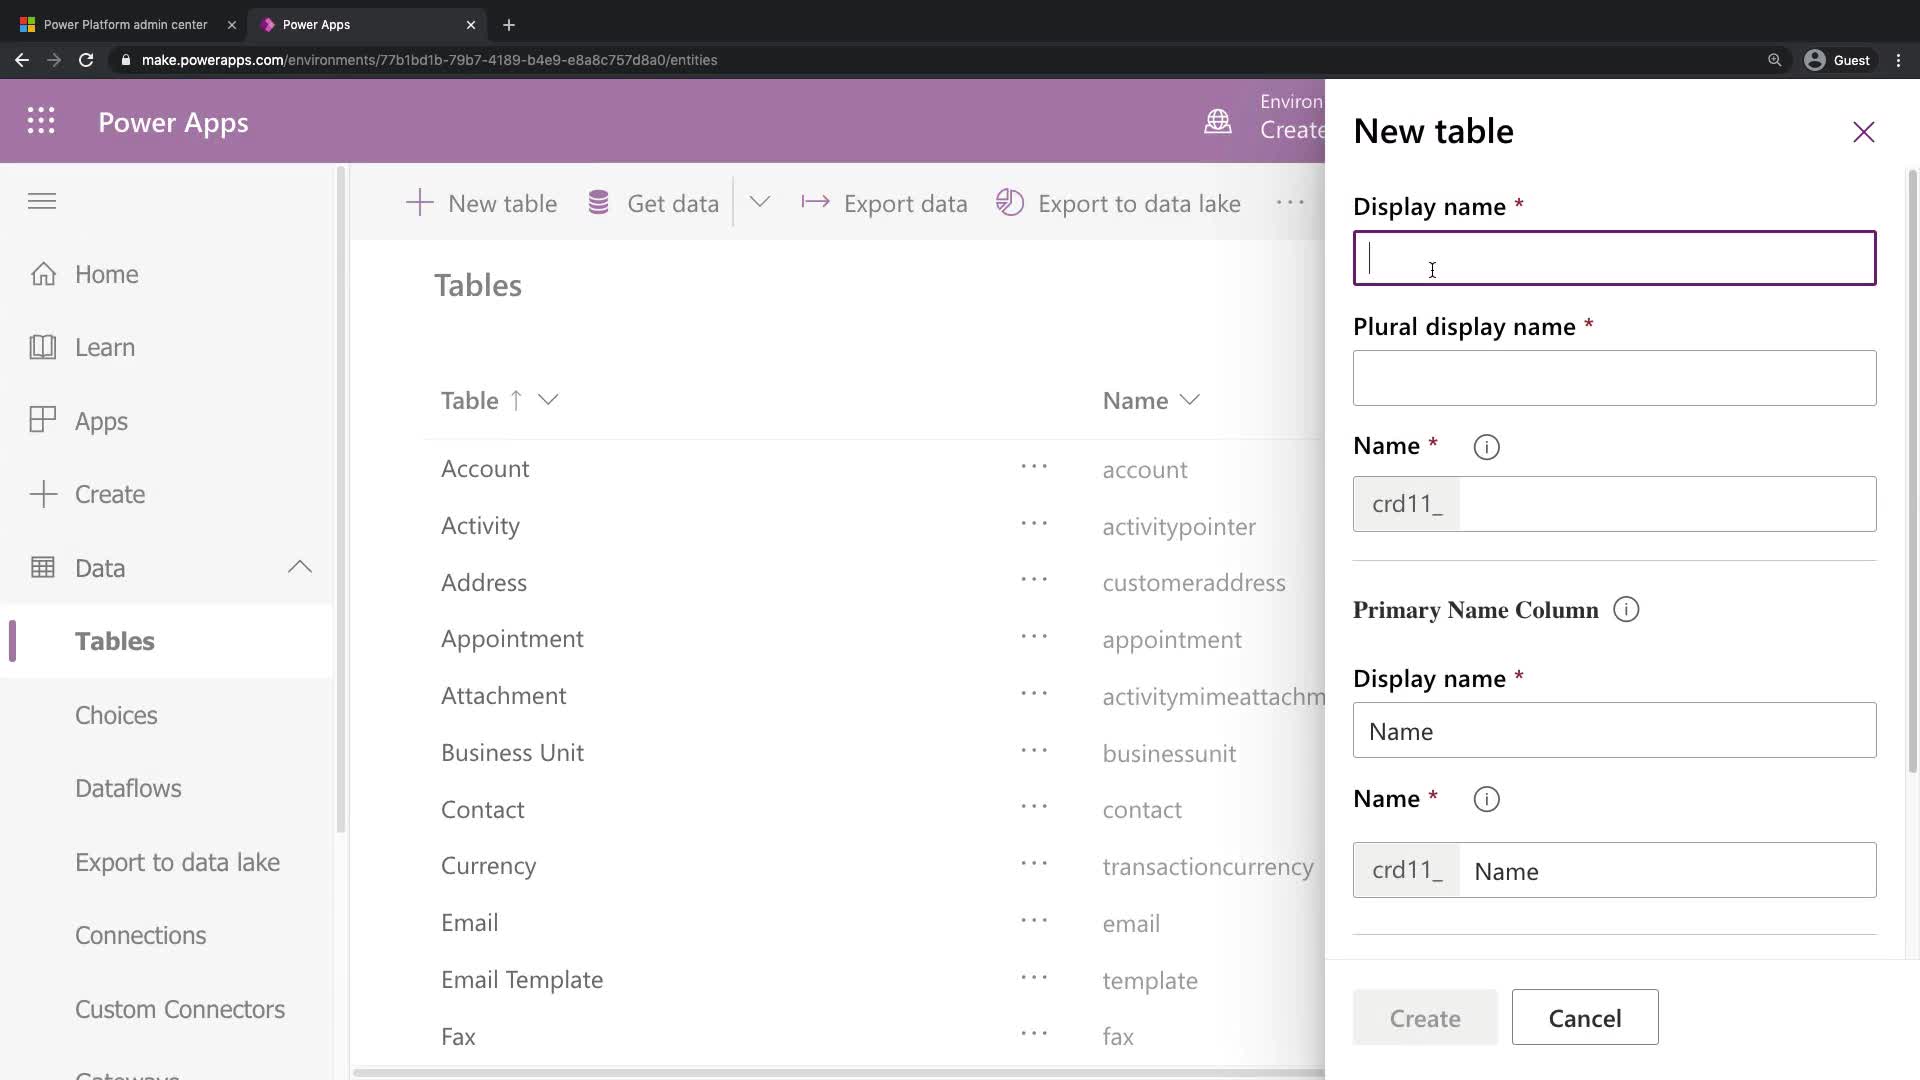 Power Platform admin center
Power Apps
make.powerapps.com/environments/77b1bd1b-79b7-4189-b4e9-e8a8c757d8a0/entities
Guest
Power Apps
Environ
Create
New table
Get data
Export data
Export to data lake
Home
Learn
Apps
Create
Data
Tables
Choices
Dataflows
Export to data lake
Connections
Custom Connectors
Gateways
Tables
Table
Name
Account
account
Activity
activitypointer
Address
customeraddress
Appointment
appointment
Attachment
activitymimeattachm
Business Unit
businessunit
Contact
contact
Currency
transactioncurrency
Email
email
Email Template
template
Fax
fax
New table
Display name *
Plural display name *
Name *
crd11_
Primary Name Column
Display name *
Name
Name *
crd11_ Name
Create
Cancel